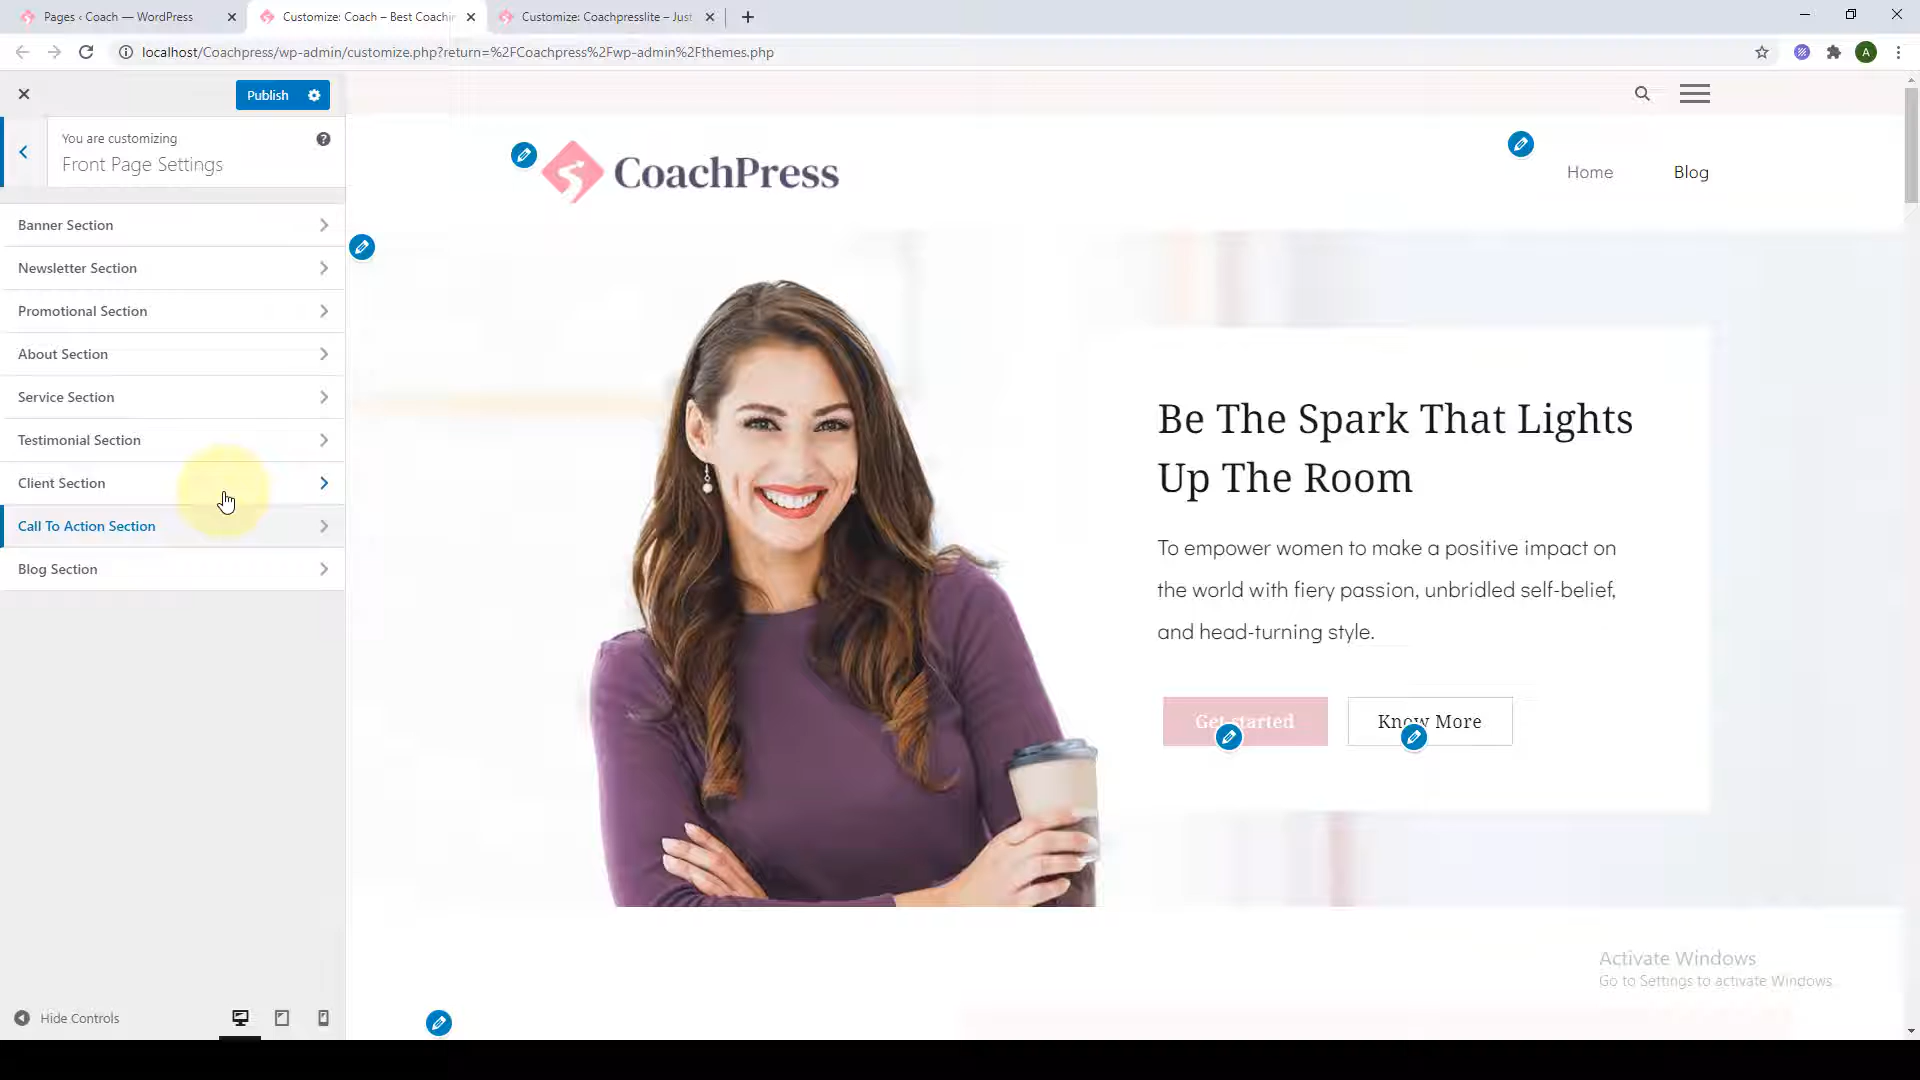 Pages ‹ Coach — WordPress
Customize: Coach – Best Coachin
Customize: Coachpresslite – Just
localhost/Coachpress/wp-admin/customize.php?return=%2FCoachpress%2Fwp-admin%2Fthemes.php
A
Publish
You are customizing
Front Page Settings
Banner Section
Newsletter Section
Promotional Section
About Section
Service Section
Testimonial Section
Client Section
Call To Action Section
Blog Section
Hide Controls
CoachPress
Home
Blog
Be The Spark That Lights
Up The Room
To empower women to make a positive impact on
the world with fiery passion, unbridled self-belief,
and head-turning style.
Get started
Know More
Activate Windows
Go to Settings to activate Windows.